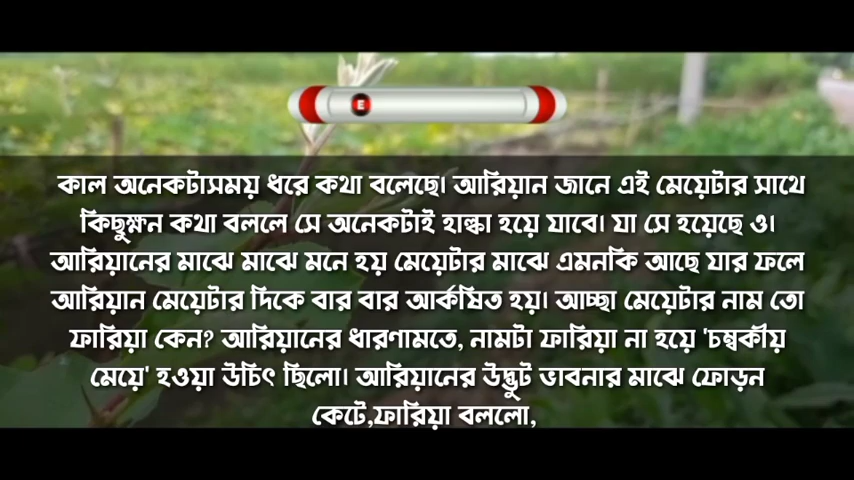 E
কাল অনেকটাসময় ধরে কথা বলেছে। আরিয়ান জানে এই মেয়েটার সাথে
কিছুক্ষন কথা বললে সে অনেকটাই হাল্কা হয়ে যাবে। যা সে হয়েছে ও।
আরিয়ানের মাঝে মাঝে মনে হয় মেয়েটার মাঝে এমনকি আছে যার ফলে
আরিয়ান মেয়েটার দিকে বার বার আর্কষিত হয়। আচ্ছা মেয়েটার নাম তো
ফারিয়া কেন? আরিয়ানের ধারণামতে, নামটা ফারিয়া না হয়ে 'চম্বকীয়
মেয়ে' হওয়া উচিৎ ছিলো। আরিয়ানের উদ্ভুট ভাবনার মাঝে ফোড়ন
কেটে,ফারিয়া বললো,